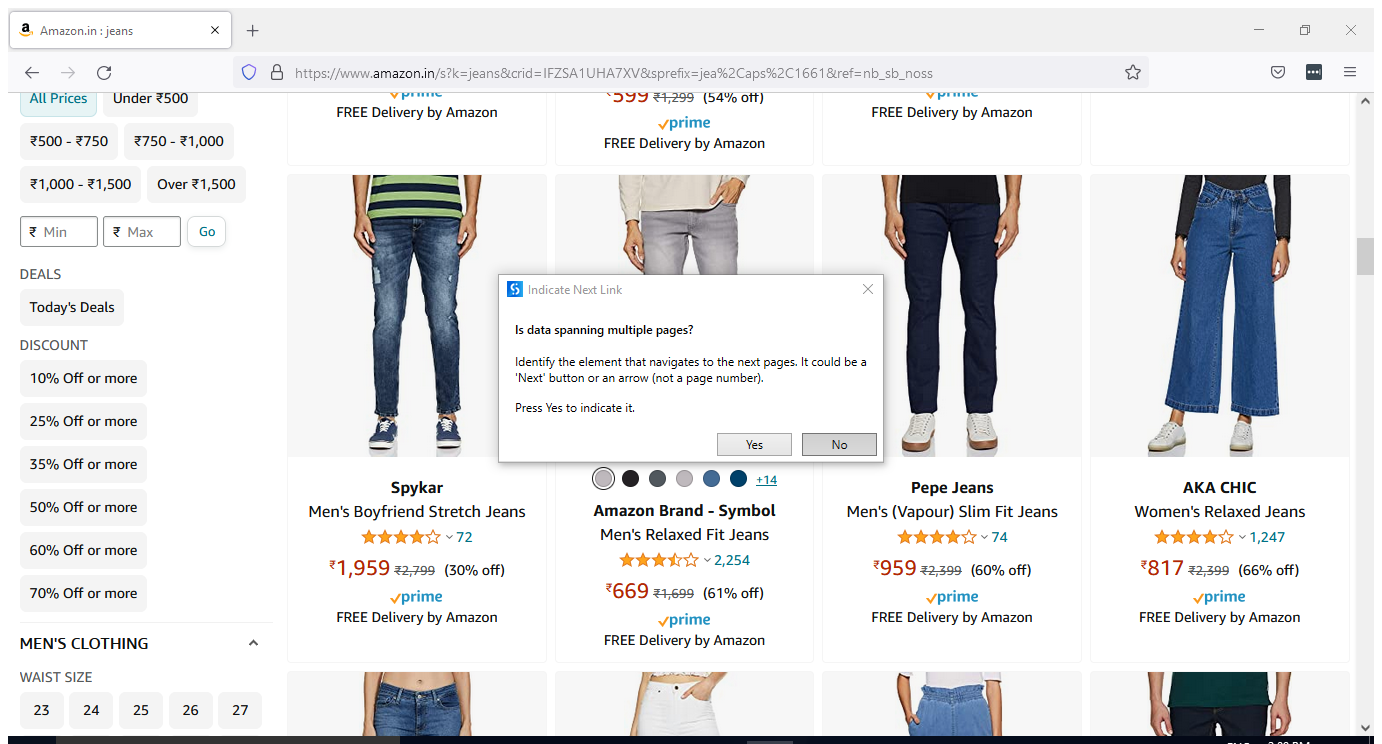 Amazon.in : jeans
https://www.amazon.in/s?k=jeans&crid=IFZSA1UHA7XV&sprefix=jea%2Caps%2C1661&ref=nb_sb_noss
All Prices
Under ₹500
₹500 - ₹750
₹750 - ₹1,000
₹1,000 - ₹1,500
Over ₹1,500
₹ Min
₹ Max
Go
DEALS
Today's Deals
DISCOUNT
10% Off or more
25% Off or more
35% Off or more
50% Off or more
60% Off or more
70% Off or more
MEN'S CLOTHING
WAIST SIZE
23 24 25 26 27
prime
FREE Delivery by Amazon
₹599 ₹1,299 (54% off)
prime
FREE Delivery by Amazon
prime
FREE Delivery by Amazon
Indicate Next Link
Is data spanning multiple pages?
Identify the element that navigates to the next pages. It could be a
'Next' button or an arrow (not a page number).
Press Yes to indicate it.
Yes
No
Spykar
Men's Boyfriend Stretch Jeans
72
₹1,959 ₹2,799 (30% off)
prime
FREE Delivery by Amazon
+14
Amazon Brand - Symbol
Men's Relaxed Fit Jeans
2,254
₹669 ₹1,699 (61% off)
prime
FREE Delivery by Amazon
Pepe Jeans
Men's (Vapour) Slim Fit Jeans
74
₹959 ₹2,399 (60% off)
prime
FREE Delivery by Amazon
AKA CHIC
Women's Relaxed Jeans
1,247
₹817 ₹2,399 (66% off)
prime
FREE Delivery by Amazon